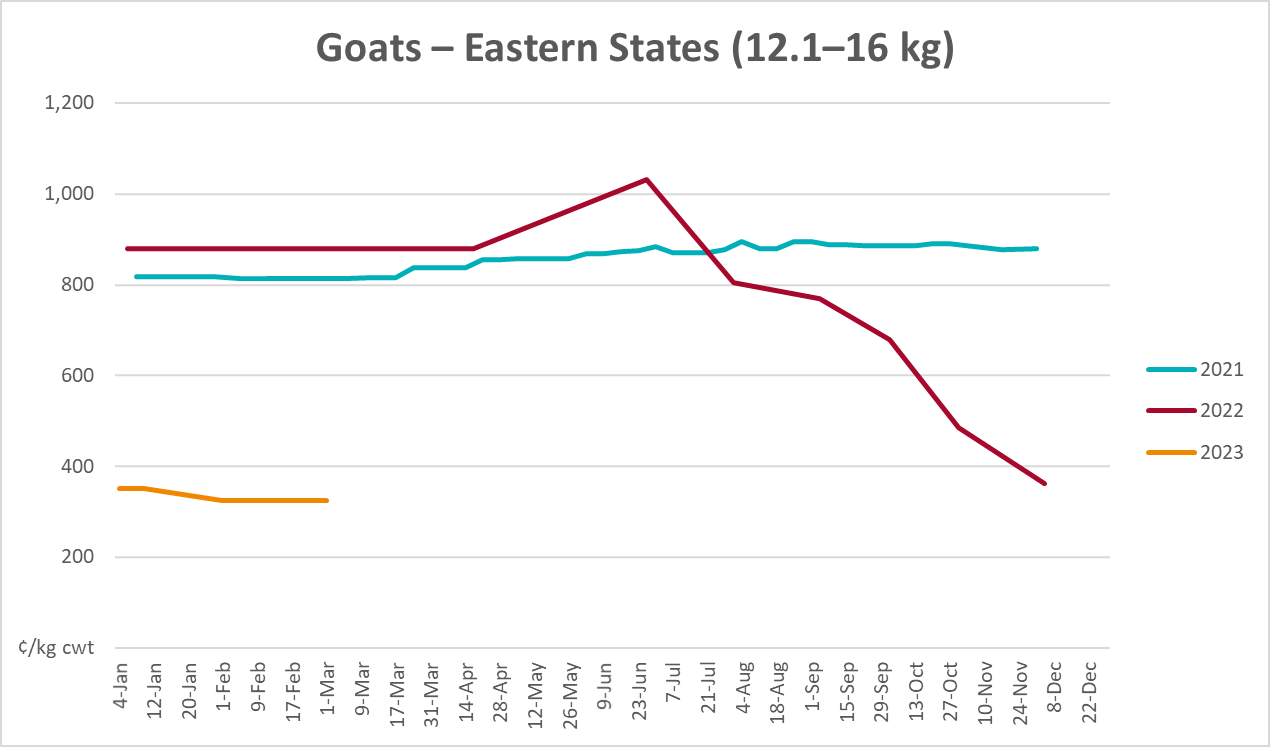 Goats – Eastern States (12.1–16 kg)
1,200
1,000
800
600
400
200
¢/kg cwt
4-Jan
12-Jan
20-Jan
1-Feb
9-Feb
17-Feb
1-Mar
9-Mar
17-Mar
31-Mar
14-Apr
28-Apr
12-May
26-May
9-Jun
23-Jun
7-Jul
21-Jul
4-Aug
18-Aug
1-Sep
15-Sep
29-Sep
13-Oct
27-Oct
10-Nov
24-Nov
8-Dec
22-Dec
2021
2022
2023